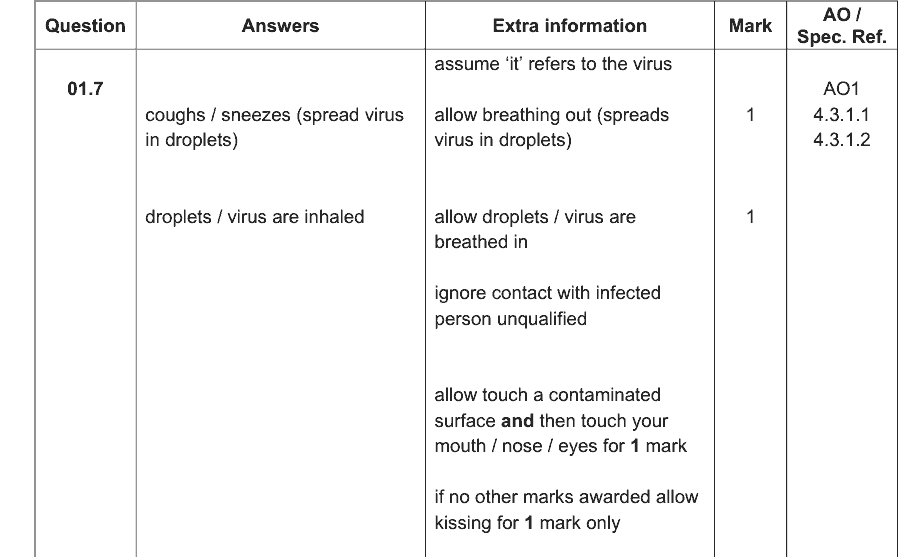 Question Answers Extra information Mark AO /
Spec. Ref.
assume ‘it’ refers to the virus
01.7 AO1
coughs / sneezes (spread virus allow breathing out (spreads 1 4.3.1.1
in droplets) virus in droplets) 4.3.1.2
droplets / virus are inhaled allow droplets / virus are 1
breathed in
ignore contact with infected
person unqualified
allow touch a contaminated
surface and then touch your
mouth / nose / eyes for 1 mark
if no other marks awarded allow
kissing for 1 mark only